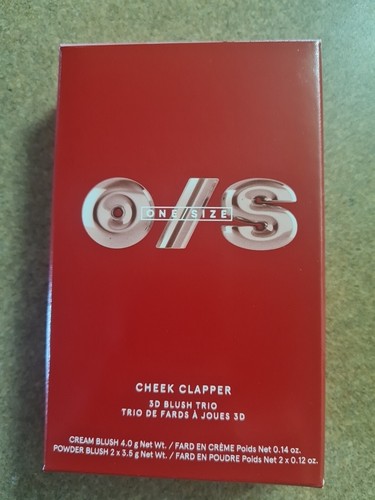 O/S
ONE/SIZE
CHEEK CLAPPER
3D BLUSH TRIO
TRIO DE FARDS À JOUES 3D
CREAM BLUSH 4.0 g Net Wt. / FARD EN CRÈME Poids Net 0.14 oz.
POWDER BLUSH 2 x 3.5 g Net Wt. / FARD EN POUDRE Poids Net 2 x 0.12 oz.